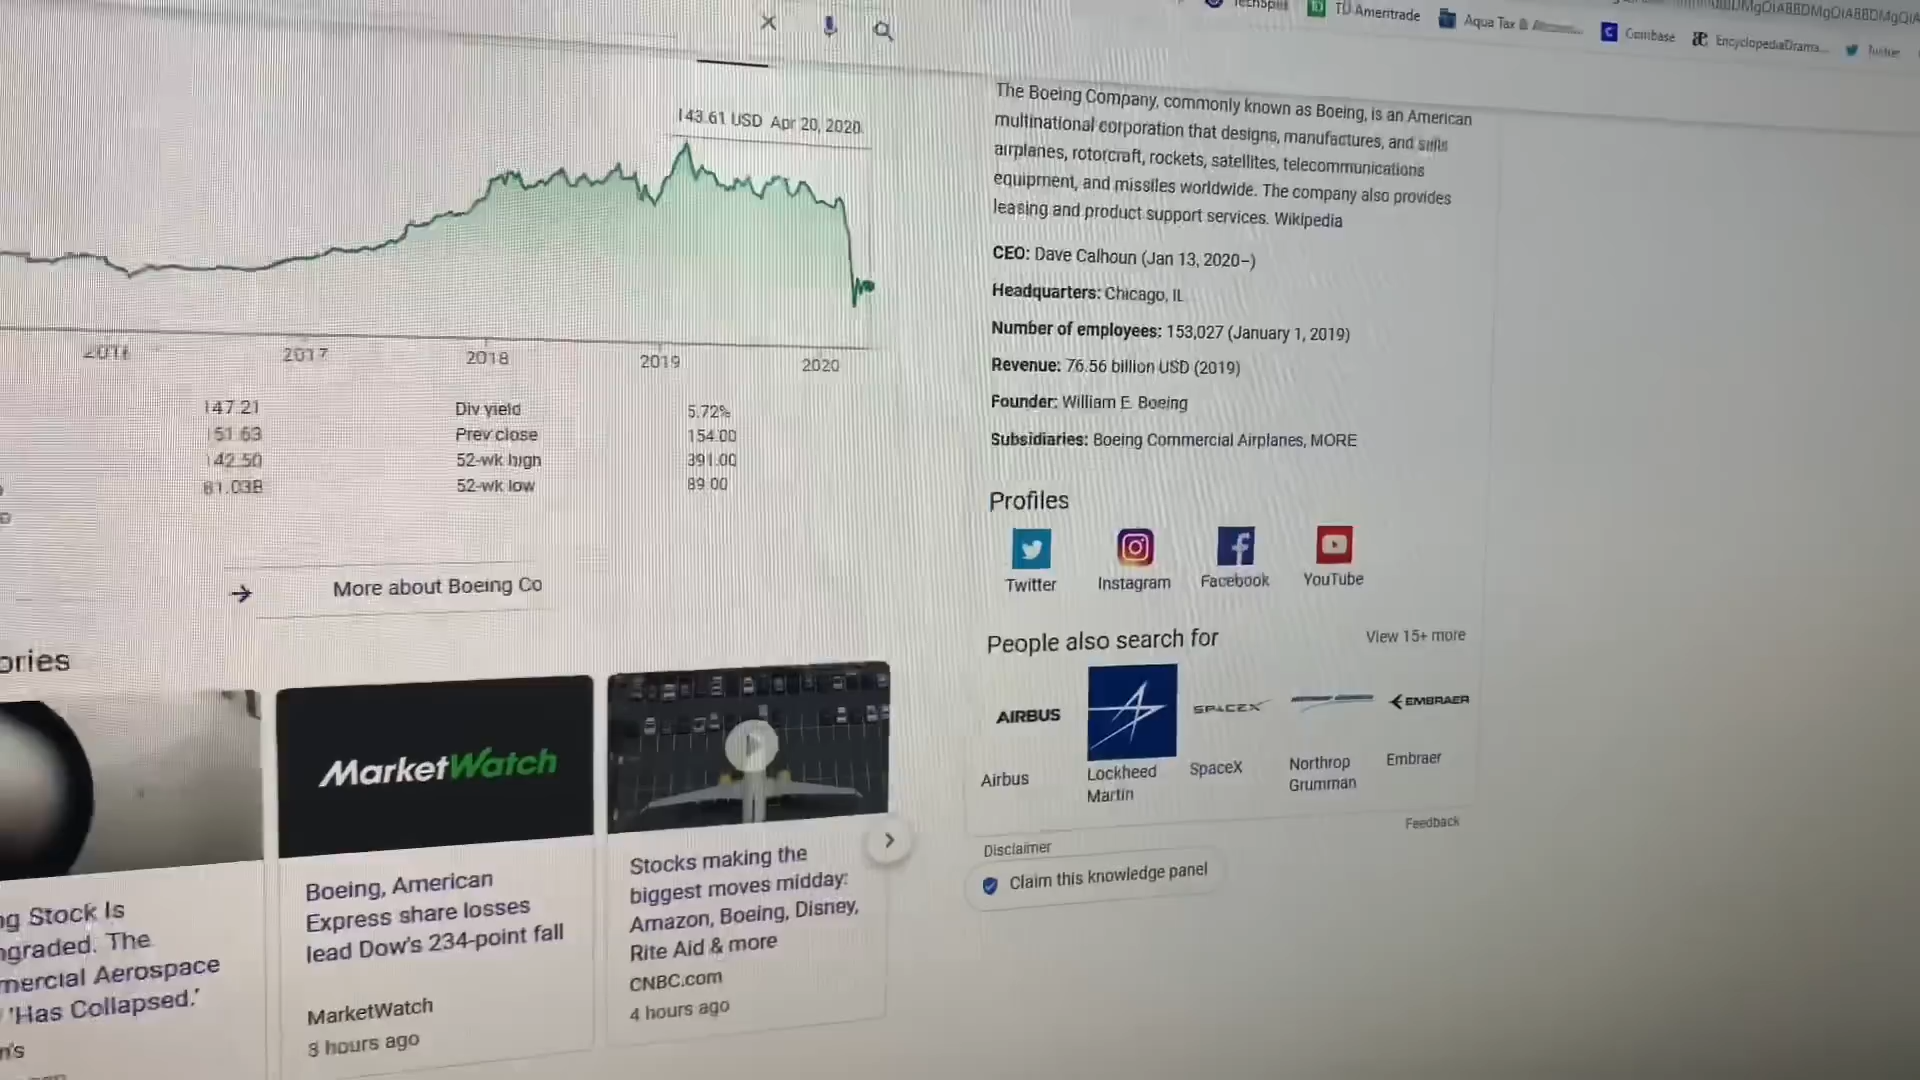 TechSpot
TD Ameritrade
Aqua Tax &
Coinbase
EncyclopediaDrama...
Twitter
143.61 USD Apr 20, 2020
2016
2017
2018
2019
2020
147.21
Div yield
5.72%
151.63
Prev close
154.00
142.50
52-wk high
391.00
81.03B
52-wk low
89.00
More about Boeing Co
ories
ng Stock Is
ngraded. The
mercial Aerospace
'Has Collapsed.'
n's
MarketWatch
Boeing, American
Express share losses
lead Dow's 234-point fall
MarketWatch
3 hours ago
Stocks making the
biggest moves midday:
Amazon, Boeing, Disney,
Rite Aid & more
CNBC.com
4 hours ago
The Boeing Company, commonly known as Boeing, is an American
multinational corporation that designs, manufactures, and sells
airplanes, rotorcraft, rockets, satellites, telecommunications
equipment, and missiles worldwide. The company also provides
leasing and product support services. Wikipedia
CEO: Dave Calhoun (Jan 13, 2020–)
Headquarters: Chicago, IL
Number of employees: 153,027 (January 1, 2019)
Revenue: 76.56 billion USD (2019)
Founder: William E. Boeing
Subsidiaries: Boeing Commercial Airplanes, MORE
Profiles
Twitter
Instagram
Facebook
YouTube
People also search for
View 15+ more
AIRBUS
SPACEX
EMBRAER
Airbus
Lockheed
Martin
SpaceX
Northrop
Grumman
Embraer
Feedback
Disclaimer
Claim this knowledge panel